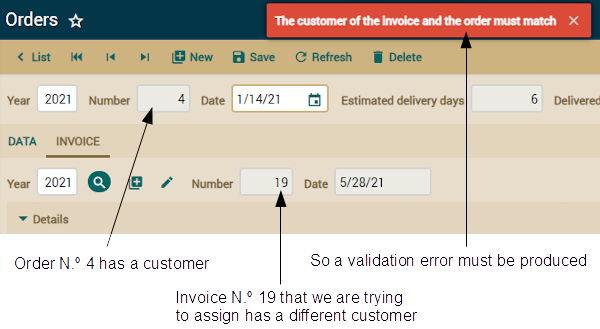 Orders
The customer of the invoice and the order must match
List New Save Refresh Delete
Year 2021 Number 4 Date 1/14/21 Estimated delivery days 6 Delivered
DATA INVOICE
Year 2021 Number 19 Date 5/28/21
Details
Order N.º 4 has a customer
So a validation error must be produced
Invoice N.º 19 that we are trying
to assign has a different customer